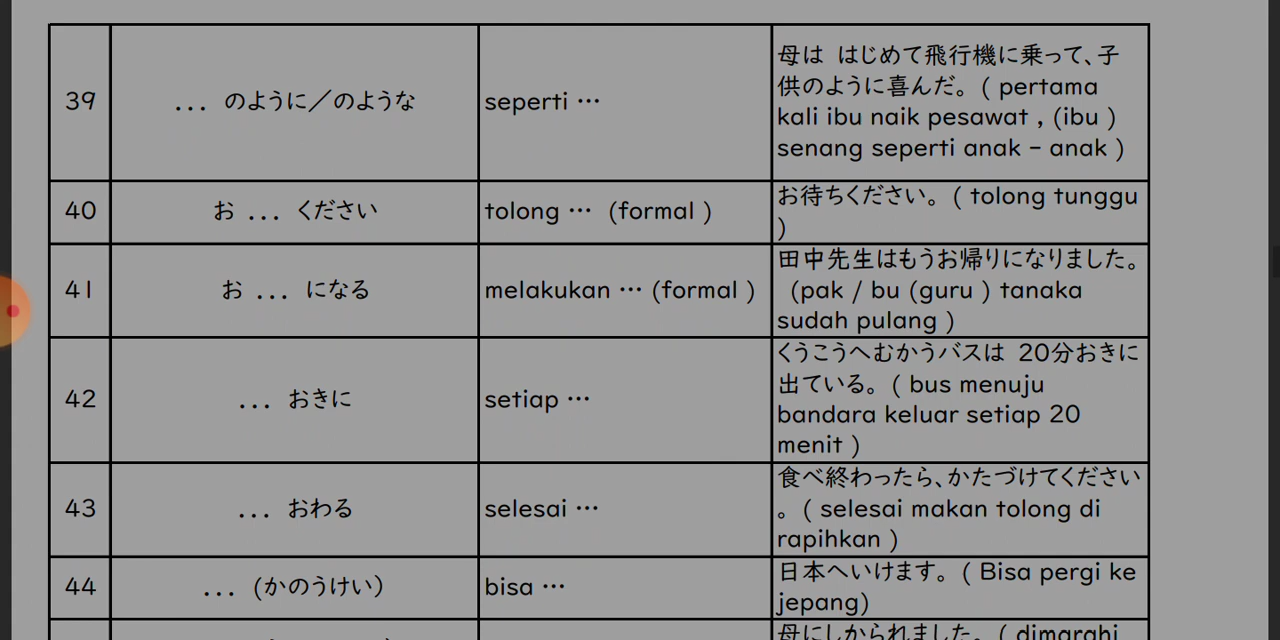 39
... のように／のような
seperti …
母は はじめて飛行機に乗って、子
供のように喜んだ。 ( pertama
kali ibu naik pesawat , (ibu )
senang seperti anak – anak )
40
お ... ください
tolong … (formal )
お待ちください。 ( tolong tunggu
)
41
お ... になる
melakukan … (formal )
田中先生はもうお帰りになりました。
(pak / bu (guru ) tanaka
sudah pulang )
42
... おきに
setiap …
くうこうへむかうバスは 20分おきに
出ている。 ( bus menuju
bandara keluar setiap 20
menit )
43
... おわる
selesai …
食べ終わったら、かたづけてください
。 ( selesai makan tolong di
rapihkan )
44
... (かのうけい)
bisa …
日本へいけます。 ( Bisa pergi ke
jepang)
母にしかられました。 ( dimarahi